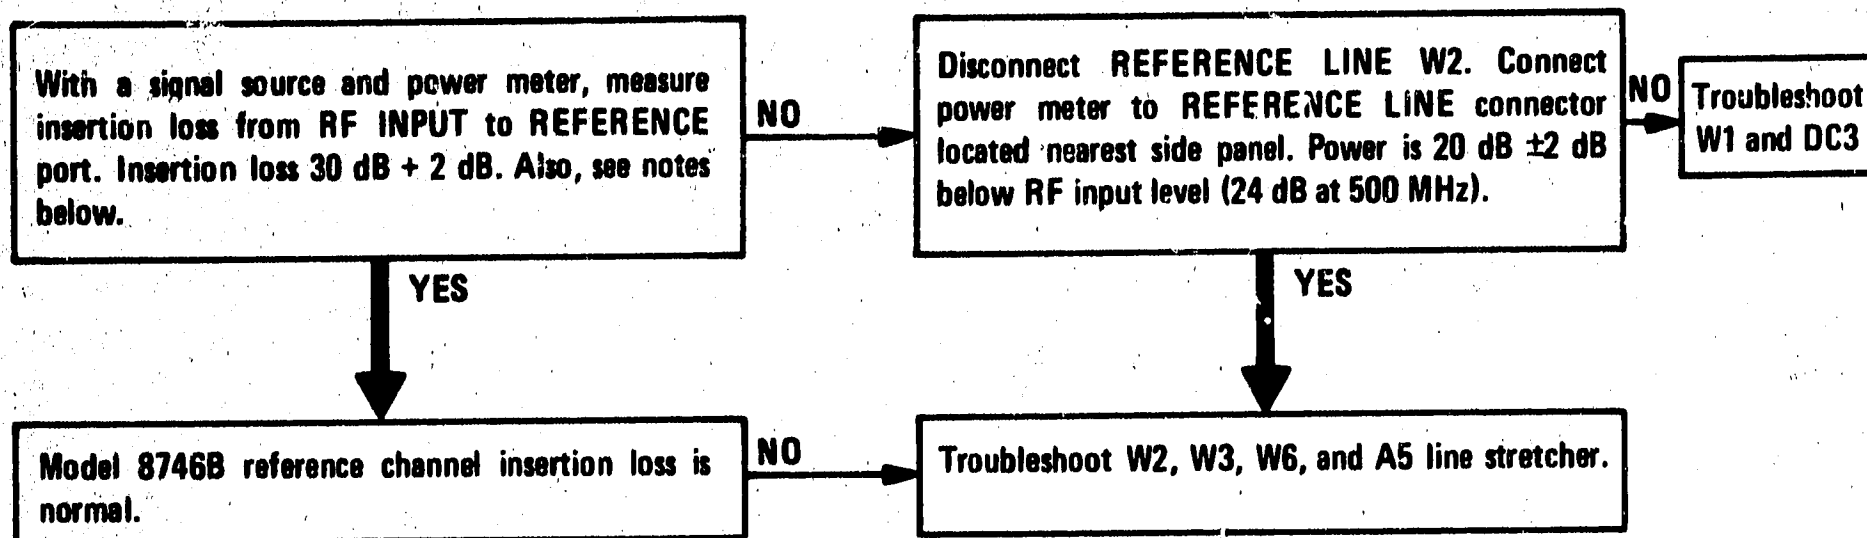 With a signal source and power meter, measure
insertion loss from RF INPUT to REFERENCE
port. Insertion loss 30 dB + 2 dB. Also, see notes
below.
NO
Disconnect REFERENCE LINE W2. Connect
power meter to REFERENCE LINE connector
located nearest side panel. Power is 20 dB ±2 dB
below RF input level (24 dB at 500 MHz).
NO
Troubleshoot
W1 and DC3
YES
YES
Model 8746B reference channel insertion loss is
normal.
NO
Troubleshoot W2, W3, W6, and A5 line stretcher.